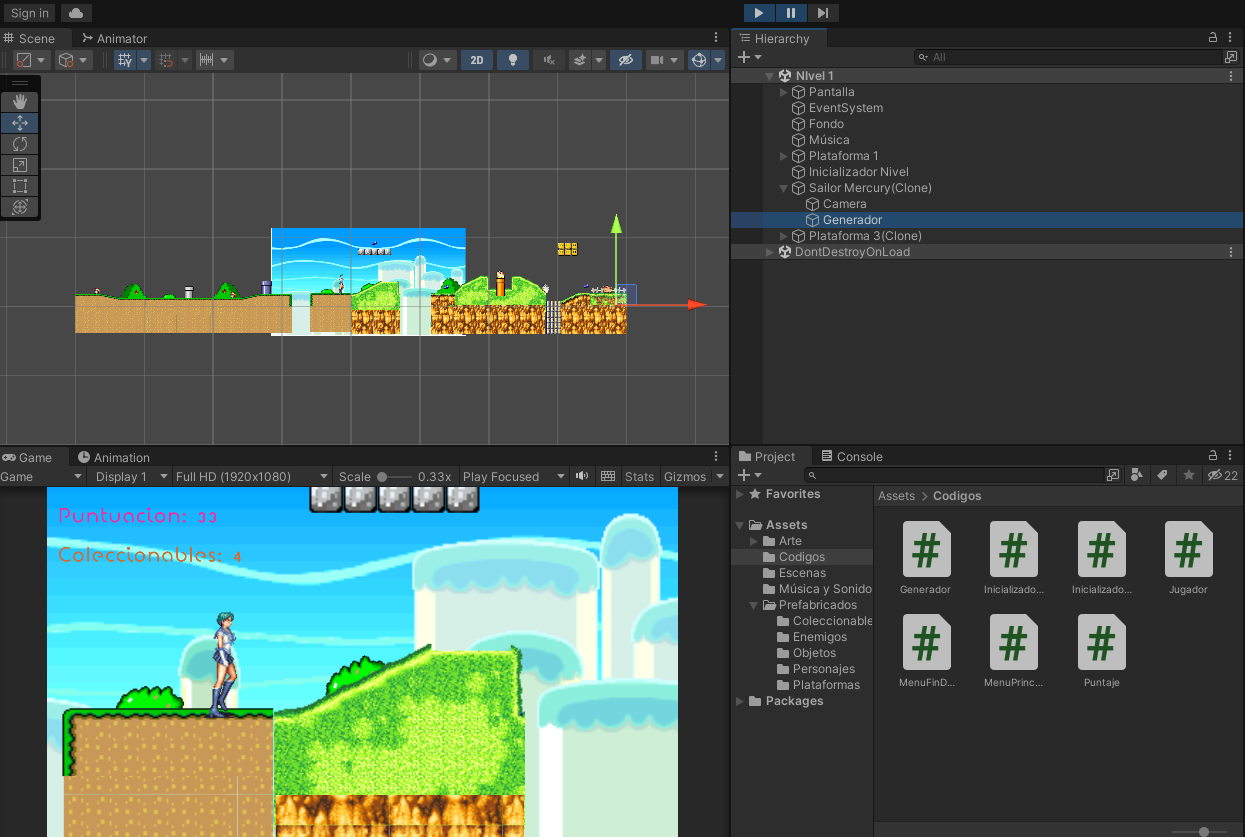 Sign in
Scene
Animator
2D
Hierarchy
All
NIvel 1
Pantalla
EventSystem
Fondo
Música
Plataforma 1
Inicializador Nivel
Sailor Mercury(Clone)
Camera
Generador
Plataforma 3(Clone)
DontDestroyOnLoad
Game
Animation
Game
Display 1
Full HD (1920x1080)
Scale
0.33x
Play Focused
Stats
Gizmos
Puntuacion: 33
Coleccionables: 4
Project
Console
22
Favorites
Assets
Arte
Codigos
Escenas
Música y Sonido
Prefabricados
Coleccionable
Enemigos
Objetos
Personajes
Plataformas
Packages
Assets > Codigos
Generador
Inicializado...
Inicializado...
Jugador
MenuFinD...
MenuPrinc...
Puntaje